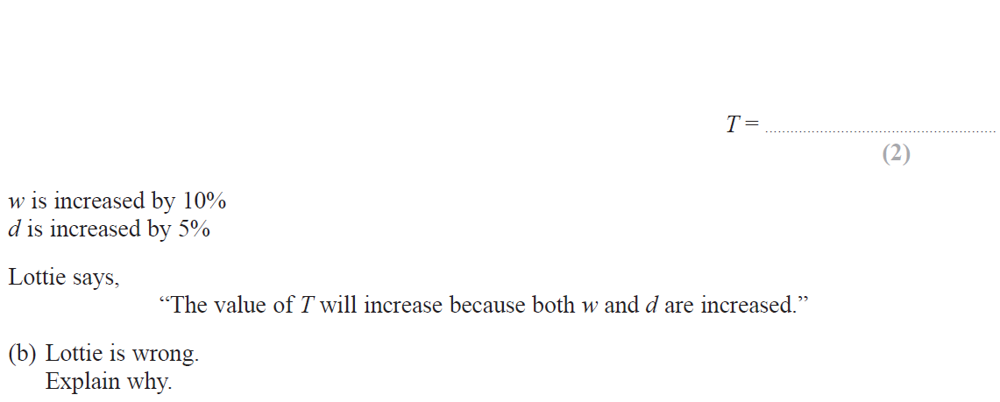 T = ........................................................
(2)
w is increased by 10%
d is increased by 5%
Lottie says,
“The value of T will increase because both w and d are increased.”
(b) Lottie is wrong.
Explain why.